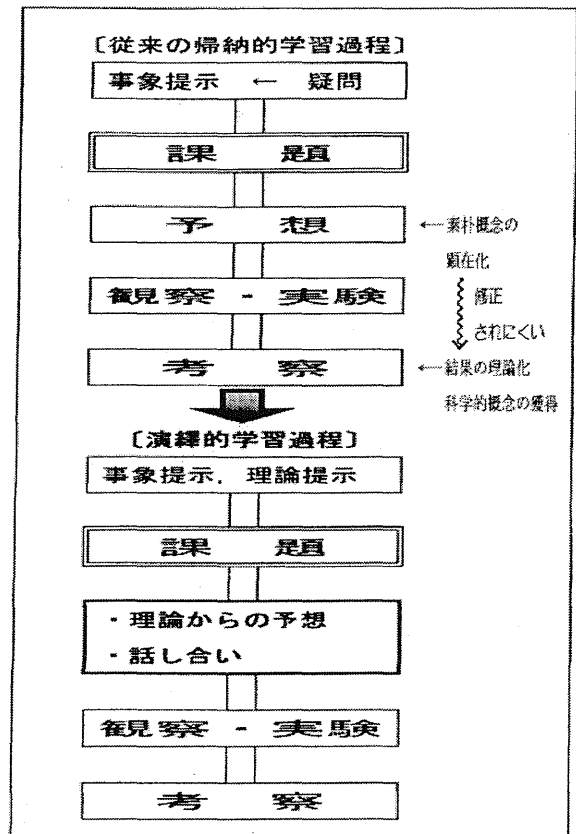 〔従来の帰納的学習過程〕
事象提示 ← 疑問
課 題
予 想
←素朴概念の
顕在化
観察・実験
修正
されにくい
考 察
←結果の理論化
科学的概念の獲得
〔演繹的学習過程〕
事象提示，理論提示
課 題
・理論からの予想
・話し合い
観察・実験
考 察